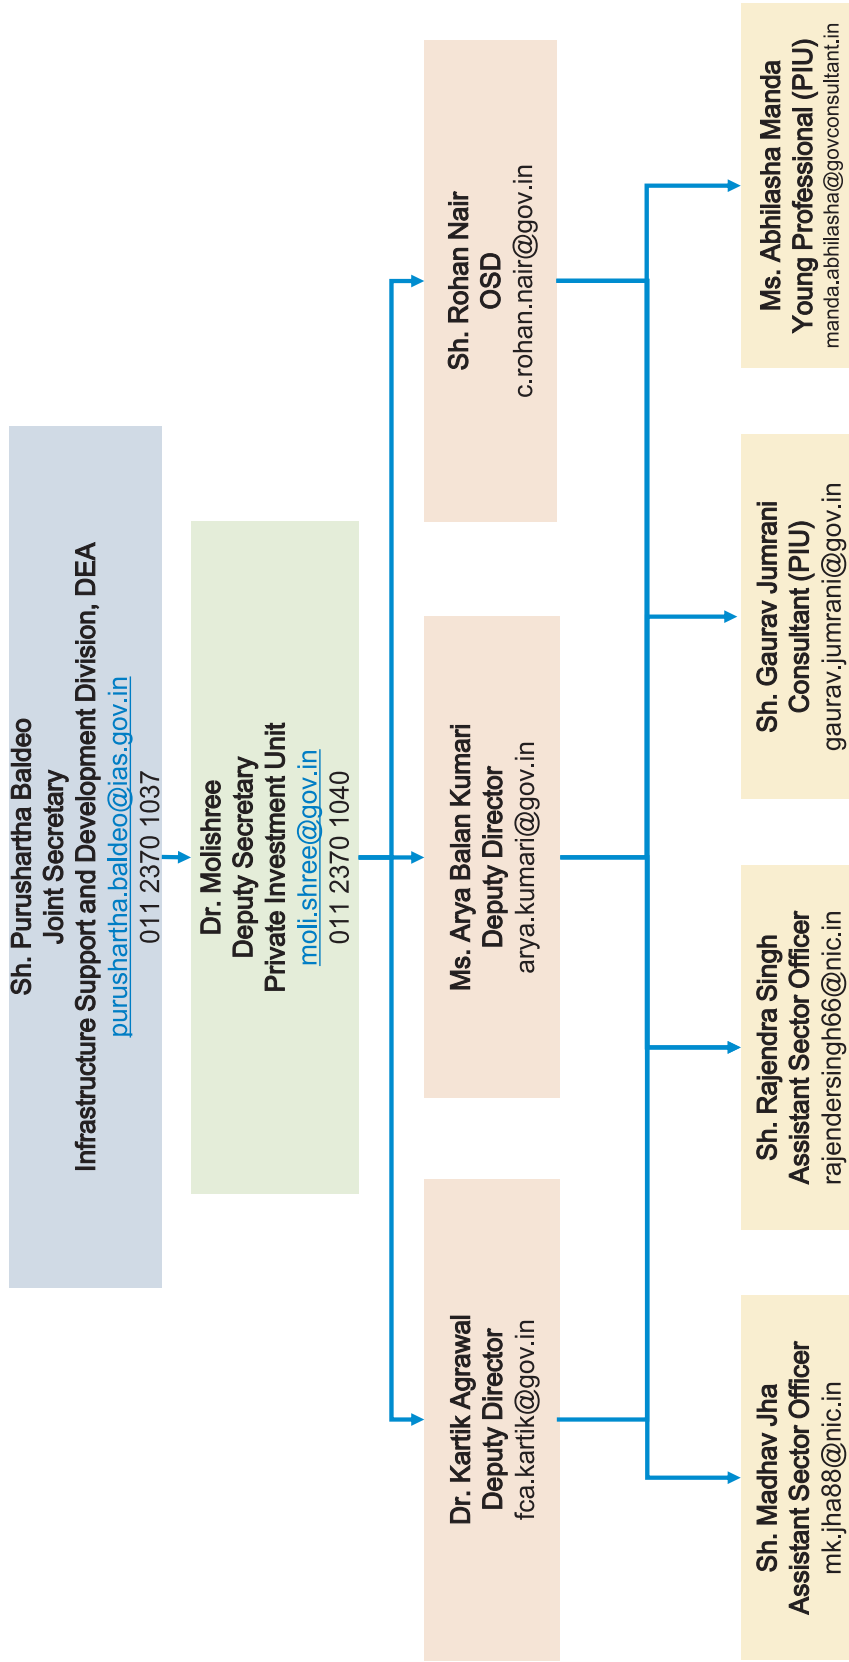 Sh. Purushartha Baldeo
Joint Secretary
Infrastructure Support and Development Division, DEA
purushartha.baldeo@ias.gov.in
011 2370 1037
Dr. Molishree
Deputy Secretary
Private Investment Unit
moli.shree@gov.in
011 2370 1040
Dr. Kartik Agrawal
Deputy Director
fca.kartik@gov.in
Ms. Arya Balan Kumari
Deputy Director
arya.kumari@gov.in
Sh. Rohan Nair
OSD
c.rohan.nair@gov.in
Sh. Madhav Jha
Assistant Sector Officer
mk.jha88@nic.in
Sh. Rajendra Singh
Assistant Sector Officer
rajendersingh66@nic.in
Sh. Gaurav Jumrani
Consultant (PIU)
gaurav.jumrani@gov.in
Ms. Abhilasha Manda
Young Professional (PIU)
manda.abhilasha@govconsultant.in